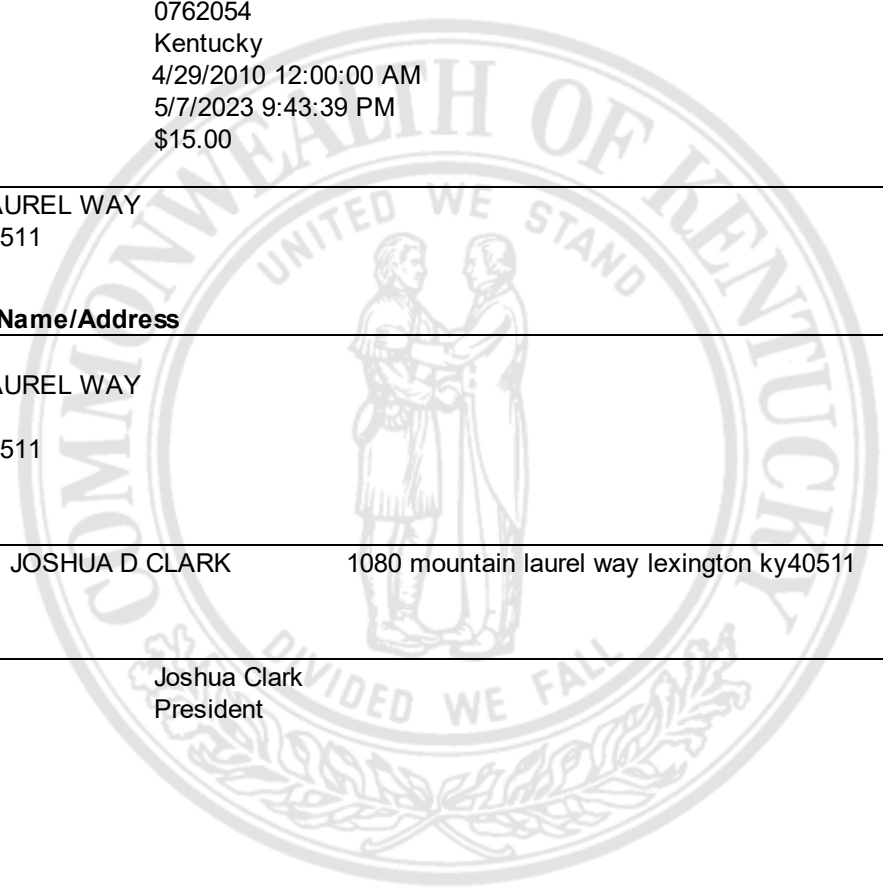 0762054
Kentucky
4/29/2010 12:00:00 AM
5/7/2023 9:43:39 PM
$15.00
AUREL WAY
511
Name/Address
AUREL WAY
511
JOSHUA D CLARK 1080 mountain laurel way lexington ky40511
Joshua Clark
President
COMMONWEALTH OF KENTUCKY
UNITED WE STAND
DIVIDED WE FALL